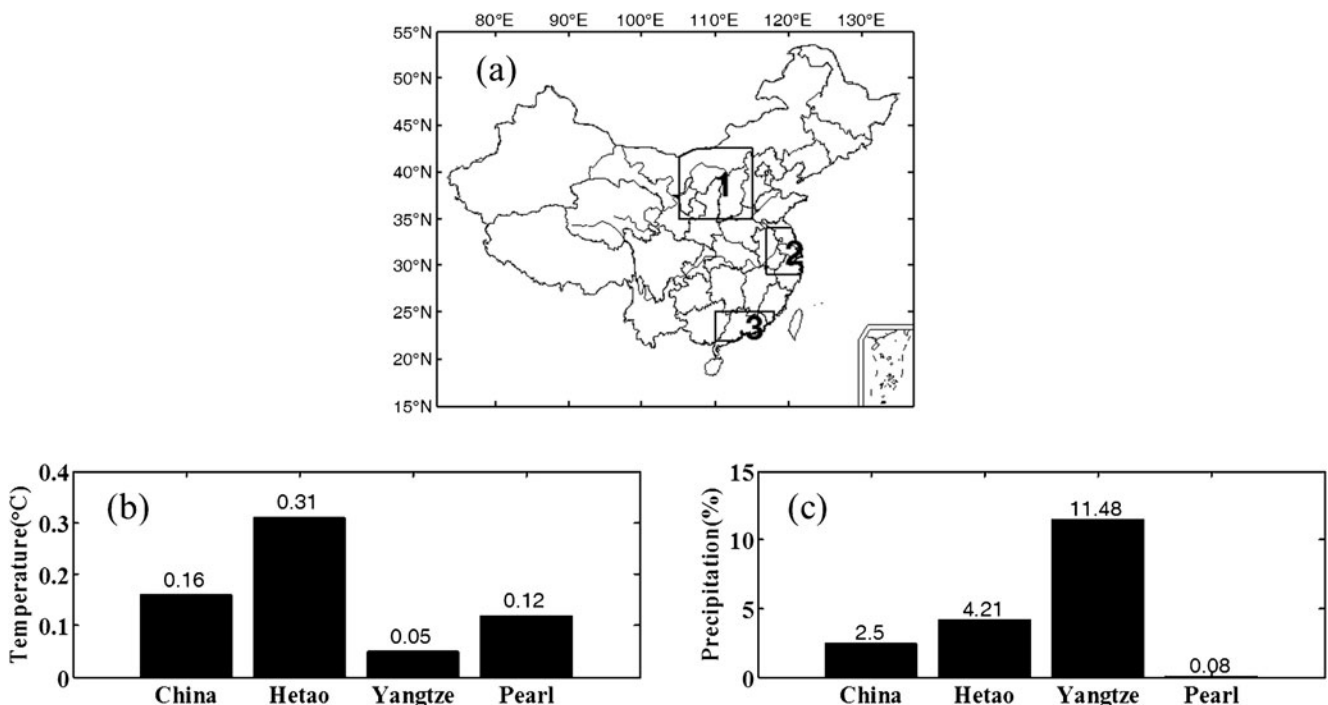 80°E 90°E 100°E 110°E 120°E 130°E
55°N
(a)
50°N
45°N
40°N
1
35°N
30°N
2
25°N
3
20°N
15°N
Temperature(°C)
0.4
0.3
0.2
0.1
0
(b)
0.16
0.31
0.05
0.12
China Hetao Yangtze Pearl
Precipitation(%)
15
10
5
0
(c)
2.5
4.21
11.48
0.08
China Hetao Yangtze Pearl